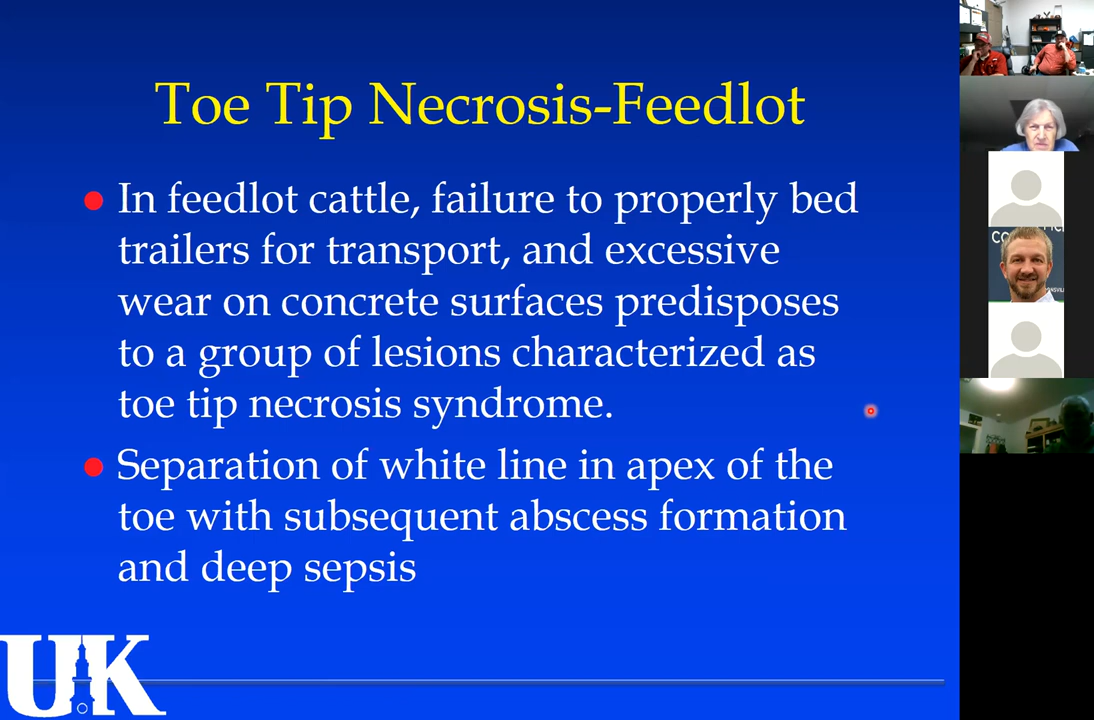 Toe Tip Necrosis-Feedlot
In feedlot cattle, failure to properly bed
trailers for transport, and excessive
wear on concrete surfaces predisposes
to a group of lesions characterized as
toe tip necrosis syndrome.
Separation of white line in apex of the
toe with subsequent abscess formation
and deep sepsis
UK